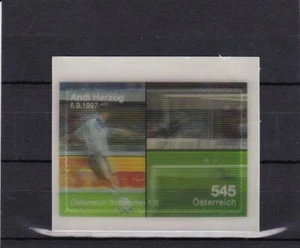 Andi Herzog
6.9.1997
545
Österreich Schweden 1:0
Österreich